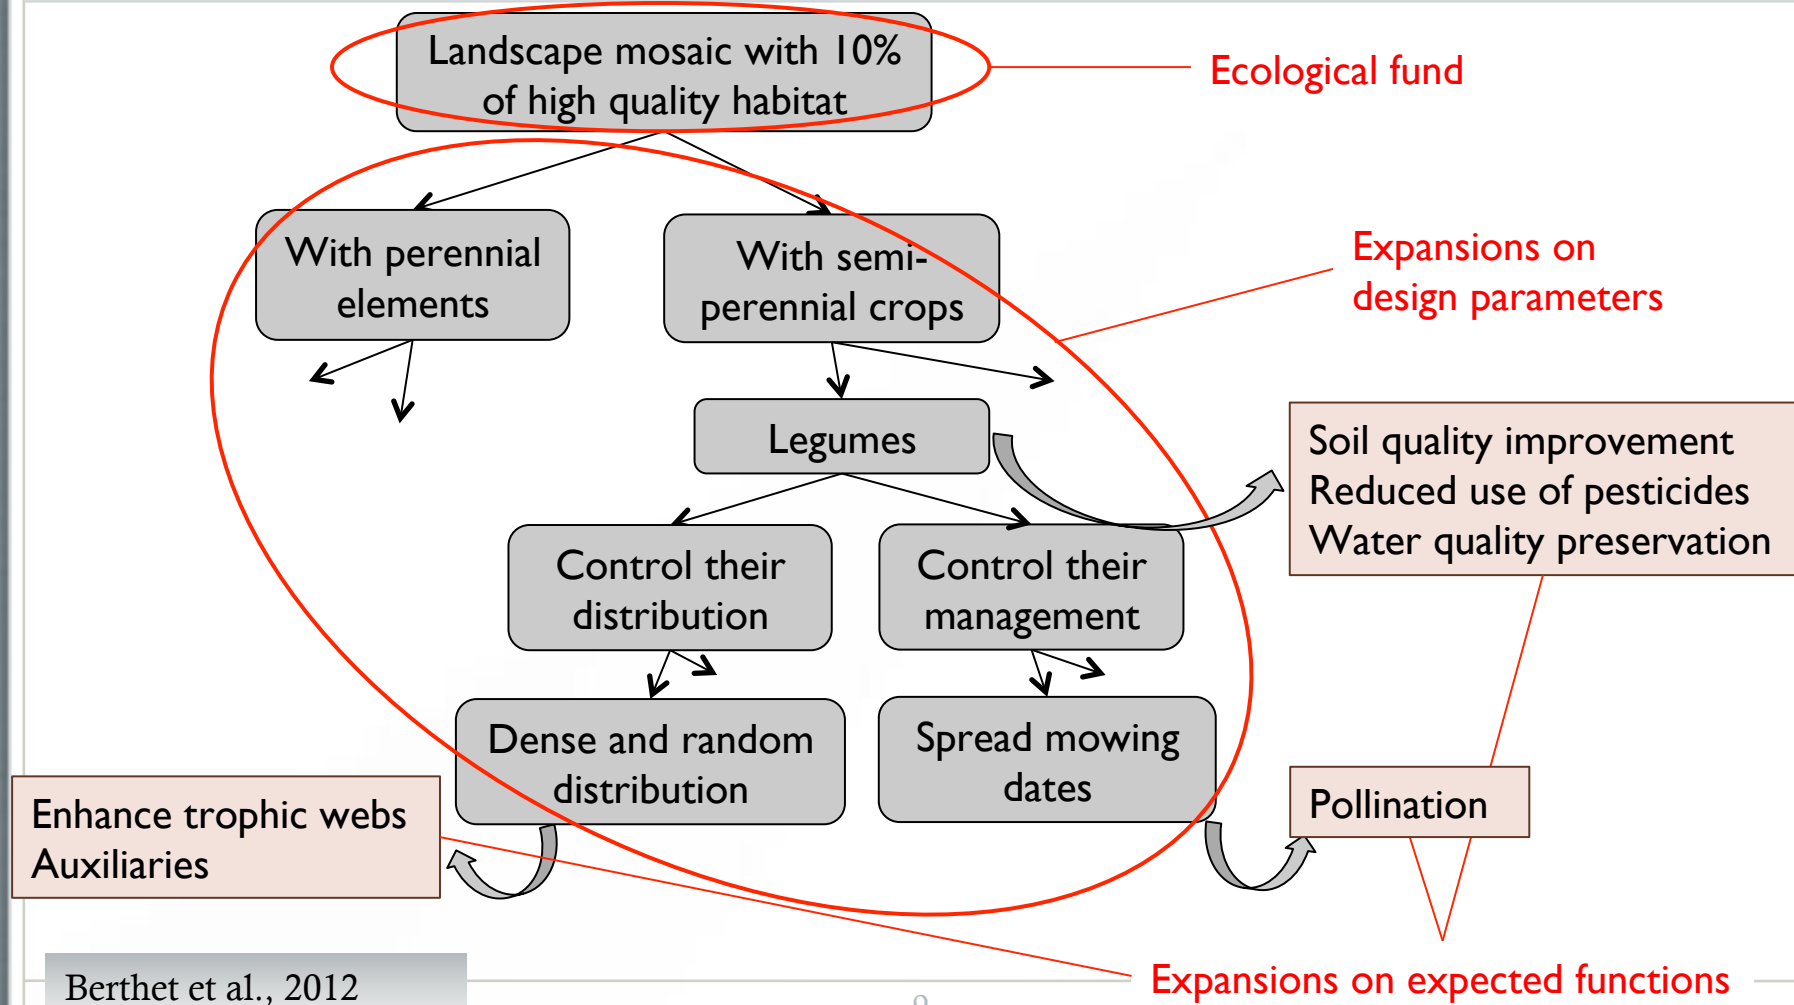 Landscape mosaic with 10%
of high quality habitat
Ecological fund
With perennial
elements
With semi-
perennial crops
Expansions on
design parameters
Legumes
Soil quality improvement
Reduced use of pesticides
Water quality preservation
Control their
distribution
Control their
management
Dense and random
distribution
Spread mowing
dates
Enhance trophic webs
Auxiliaries
Pollination
Expansions on expected functions
Berthet et al., 2012